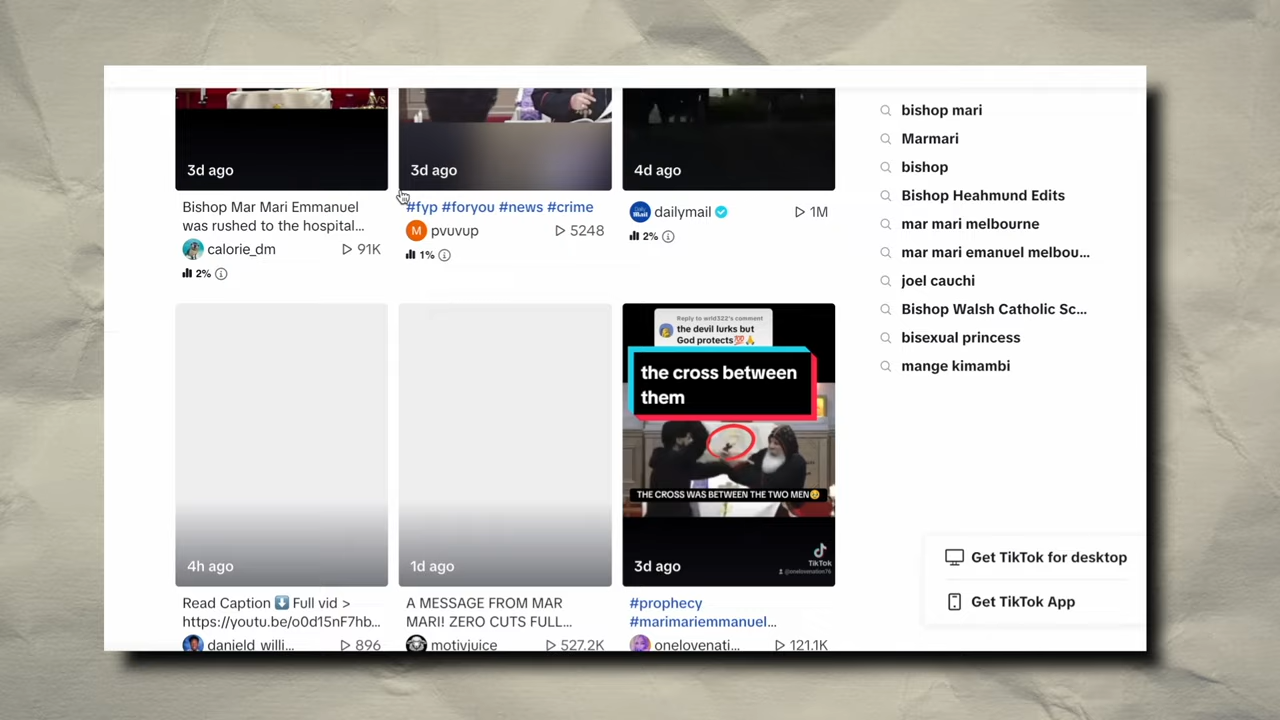 3d ago
3d ago
4d ago
Bishop Mar Mari Emmanuel
was rushed to the hospital...
calorie_dm
91K
2%
#fyp #foryou #news #crime
M pvuvup
5248
1%
dailymail
1M
2%
bishop mari
Marmari
bishop
Bishop Heahmund Edits
mar mari melbourne
mar mari emanuel melbou...
joel cauchi
Bishop Walsh Catholic Sc...
bisexual princess
mange kimambi
Reply to wrld322's comment
the devil lurks but
God protects💯🙏
the cross between
them
THE CROSS WAS BETWEEN THE TWO MEN🥺
TikTok
@onelovenation76
4h ago
1d ago
3d ago
Read Caption ⬇️ Full vid >
https://youtu.be/o0d15nF7hb...
danield_willi...
896
A MESSAGE FROM MAR
MARI! ZERO CUTS FULL...
motivjuice
527.2K
#prophecy
#marimariemmanuel...
onelovenati...
121.1K
Get TikTok for desktop
Get TikTok App